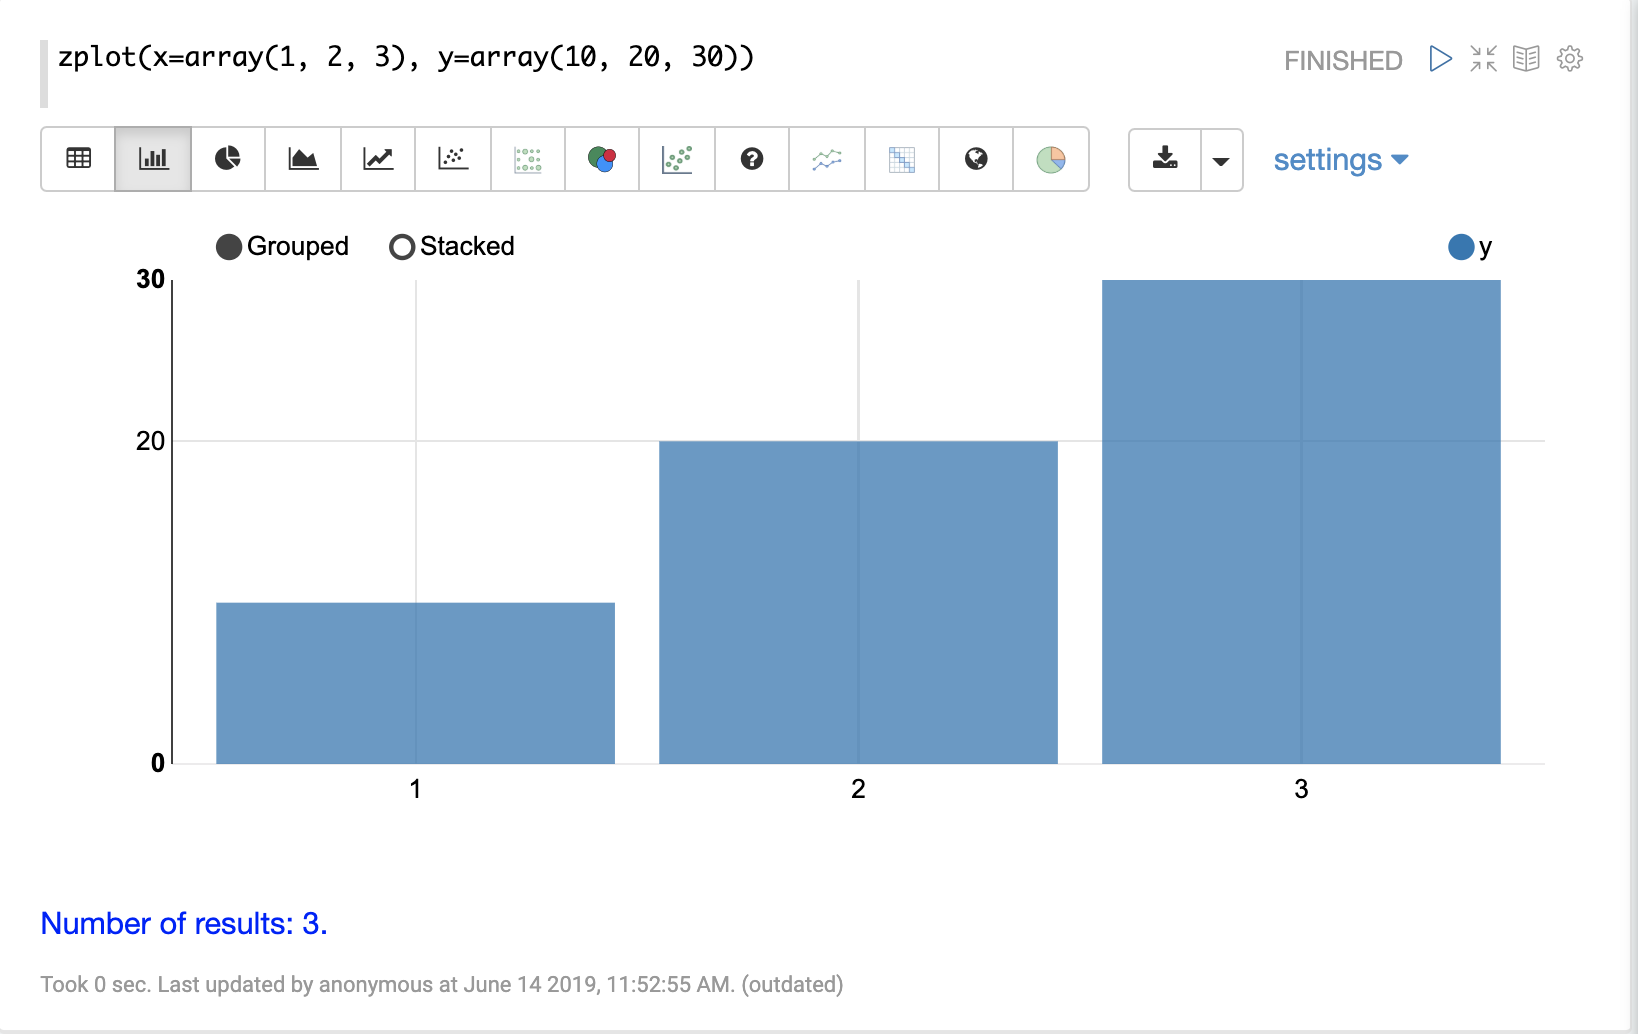 zplot(x=array(1, 2, 3), y=array(10, 20, 30))
FINISHED
settings
Grouped Stacked y
30
20
0
1 2 3
Number of results: 3.
Took 0 sec. Last updated by anonymous at June 14 2019, 11:52:55 AM. (outdated)